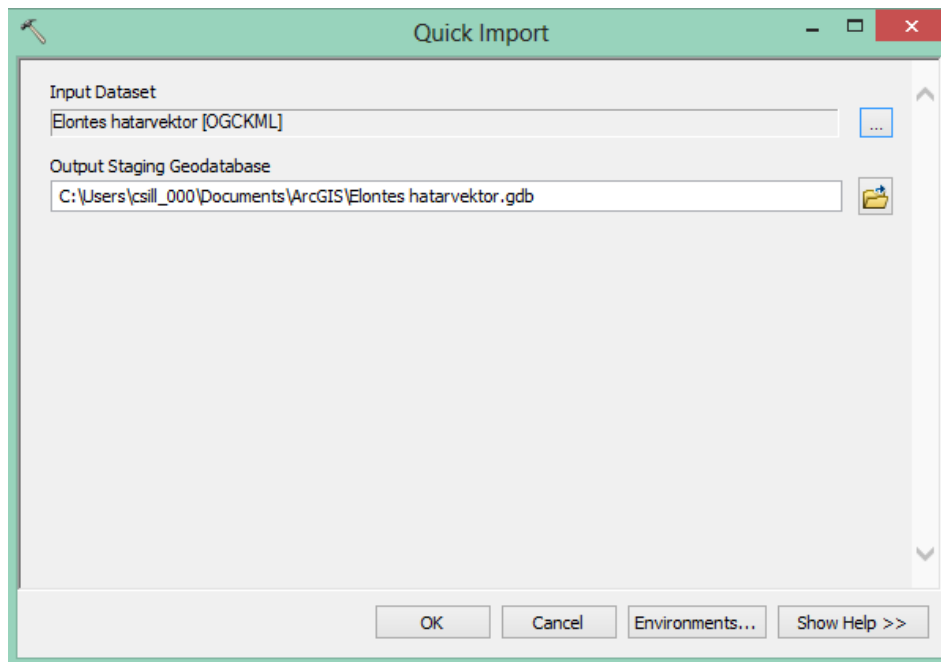 Quick Import
Input Dataset
Elontes hatarvektor [OGCKML]
...
Output Staging Geodatabase
C:\Users\csill_000\Documents\ArcGIS\Elontes hatarvektor.gdb
OK Cancel Environments... Show Help >>